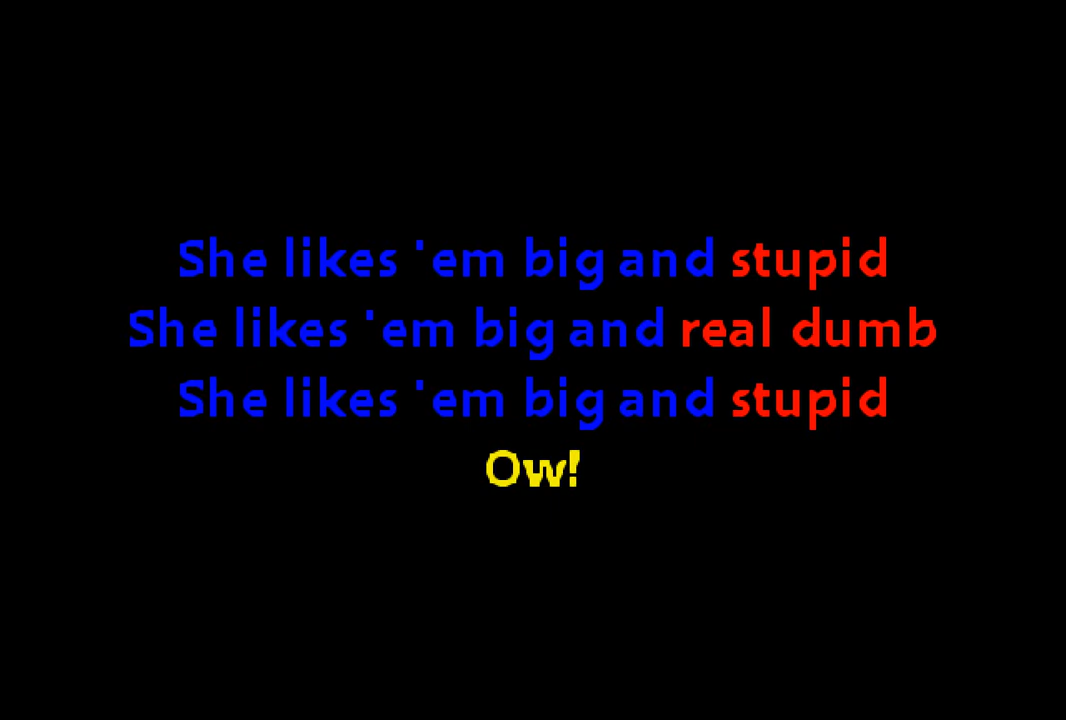 She likes 'em big and stupid
She likes 'em big and real dumb
She likes 'em big and stupid
Ow!